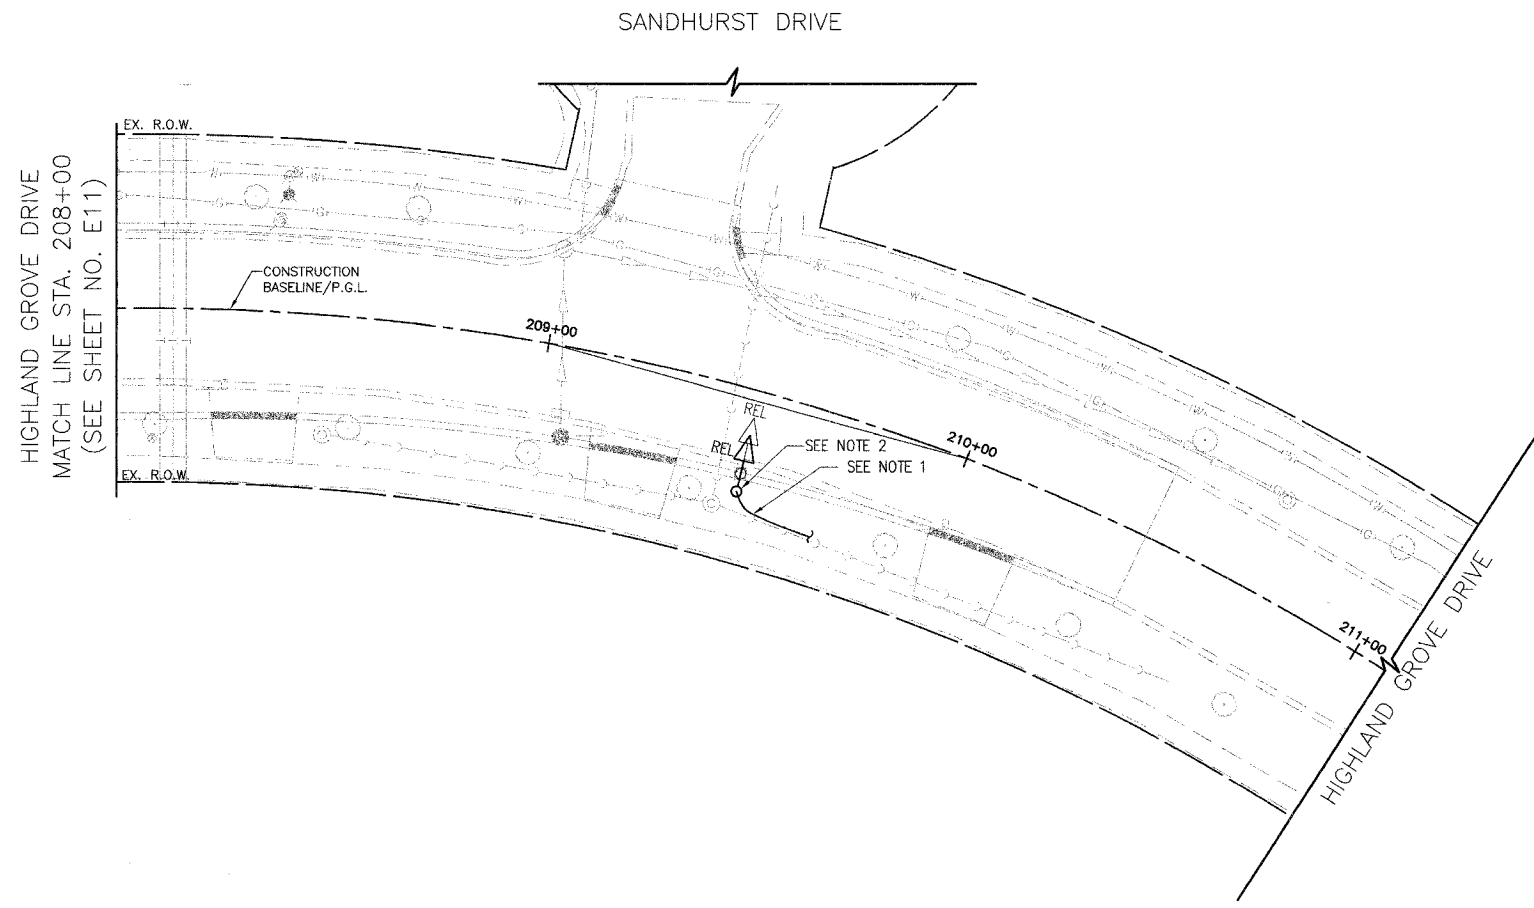 SANDHURST DRIVE
HIGHLAND GROVE DRIVE
MATCH LINE STA. 208+00
(SEE SHEET NO. E11)
EX. R.O.W.
CONSTRUCTION
BASELINE/P.G.L.
209+00
REL
REL
SEE NOTE 2
SEE NOTE 1
210+00
EX. R.O.W.
211+00
HIGHLAND GROVE DRIVE